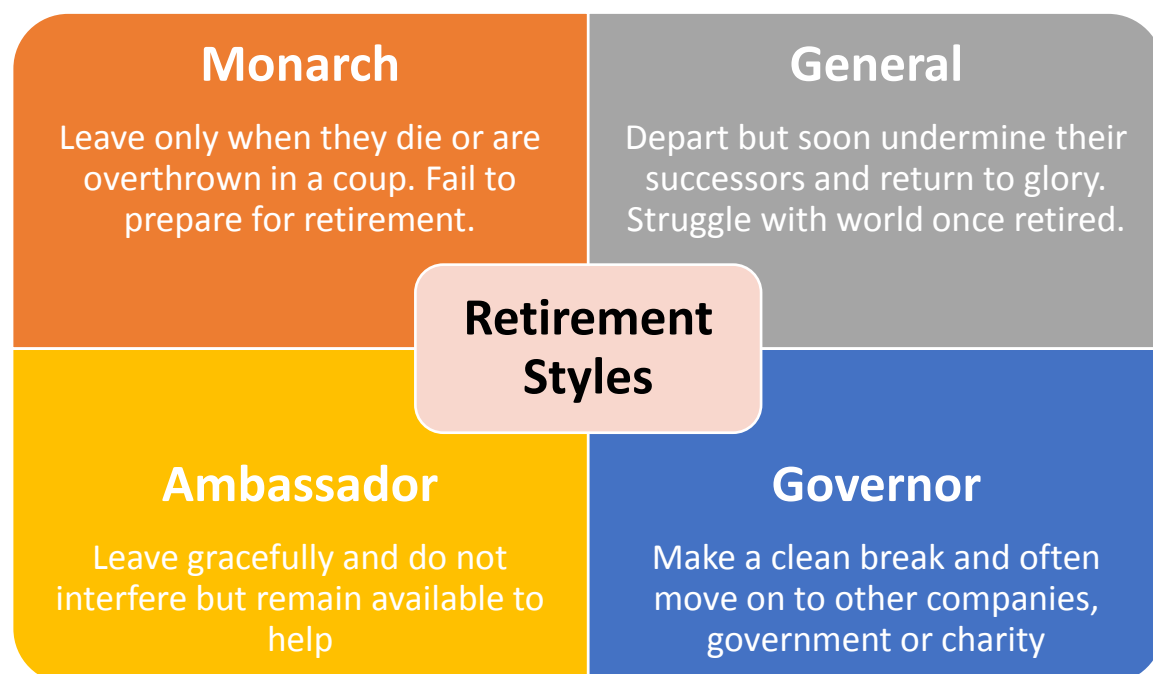 Monarch
Leave only when they die or are
overthrown in a coup. Fail to
prepare for retirement.
General
Depart but soon undermine their
successors and return to glory.
Struggle with world once retired.
Retirement
Styles
Ambassador
Leave gracefully and do not
interfere but remain available to
help
Governor
Make a clean break and often
move on to other companies,
government or charity